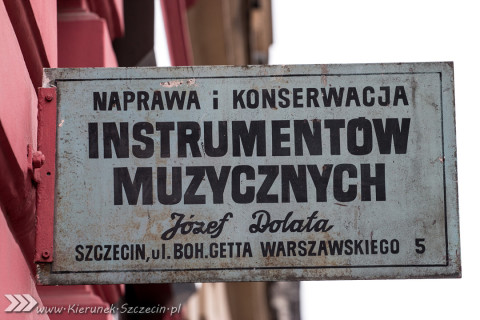 NAPRAWA i KONSERWACJA
INSTRUMENTÓW
MUZYCZNYCH
Józef Dolata
SZCZECIN, ul. BOH. GETTA WARSZAWSKIEGO 5
www.Kierunek.Szczecin.pl